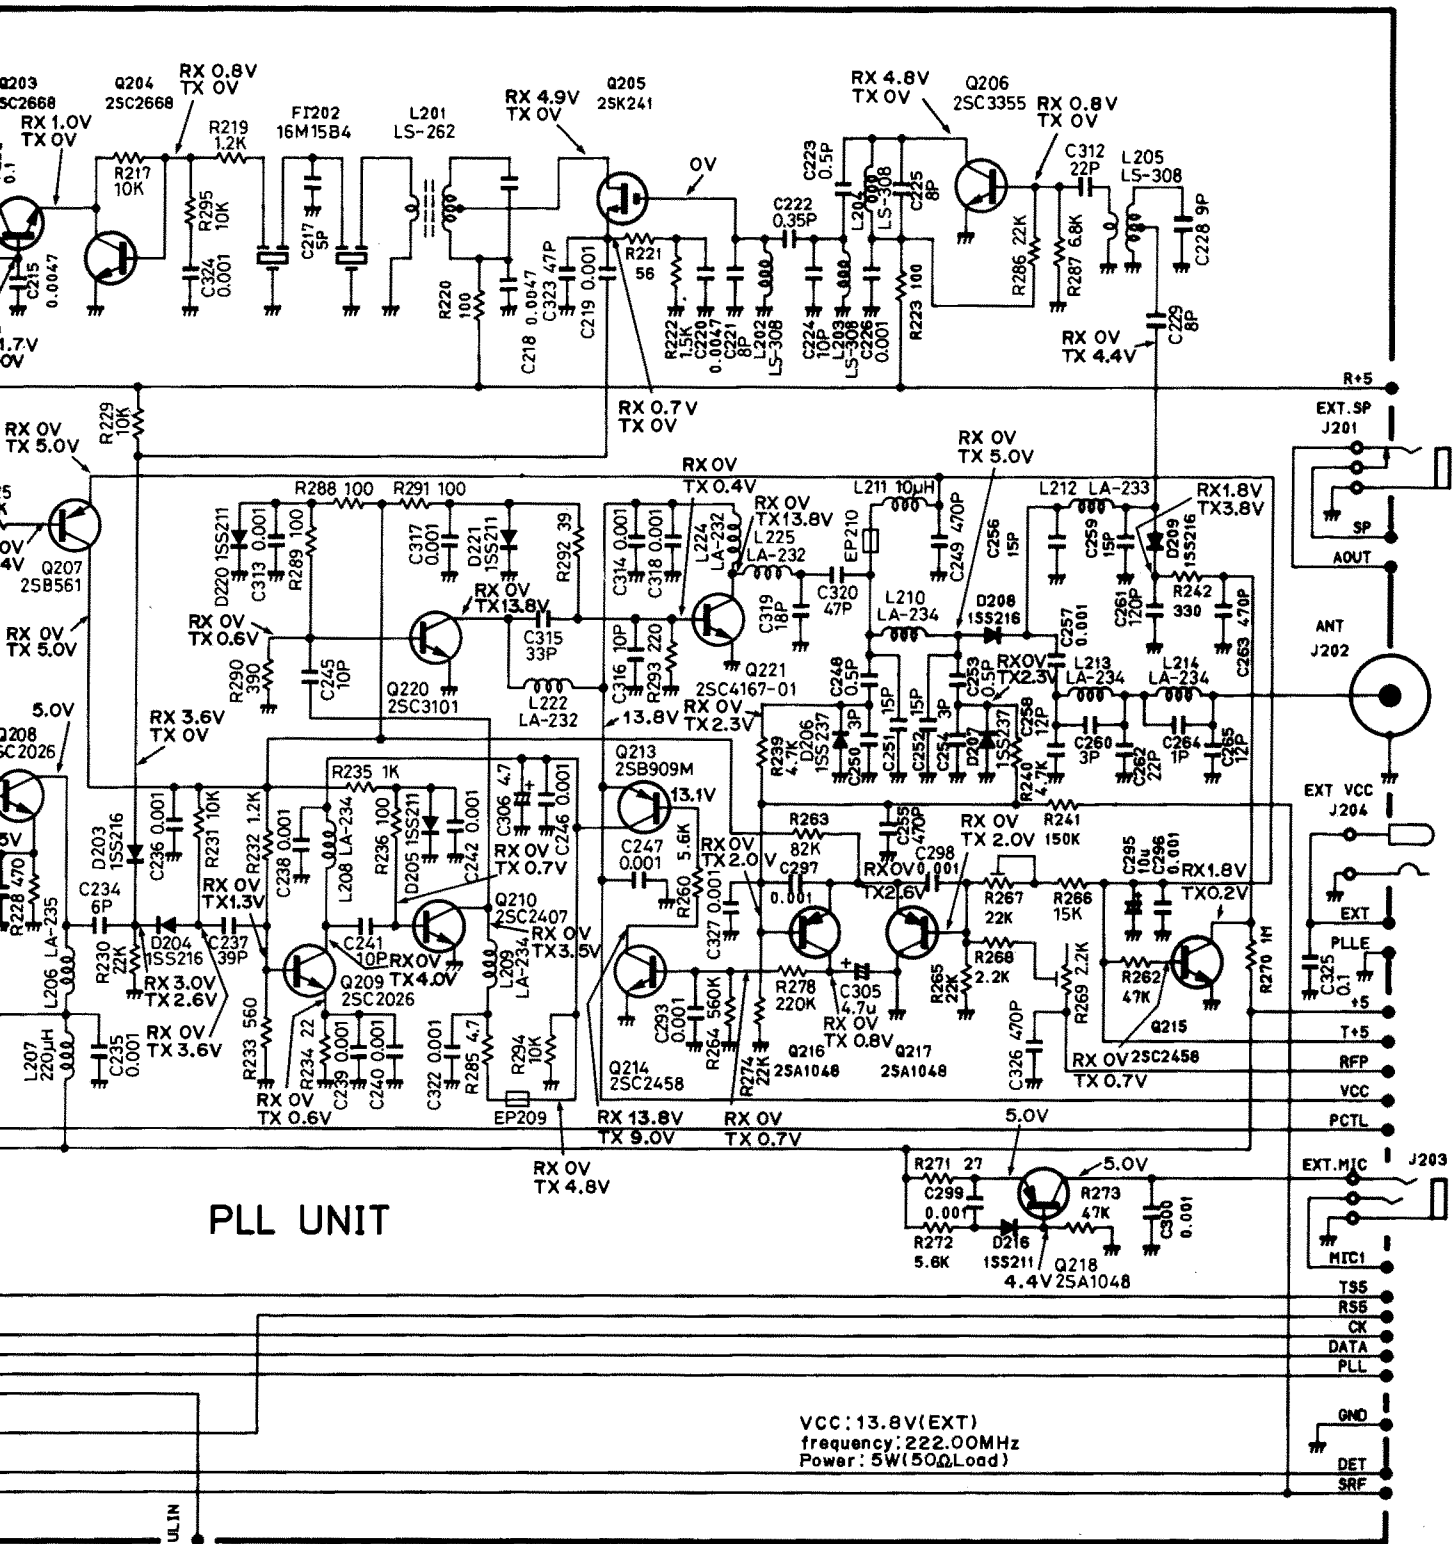 Q203
Q204
2SC2668
2SC2668
RX 0.8V
TX 0V
RX 1.0V
TX 0V
0.1
R217
10K
R219
1.2K
R295
10K
C324
0.001
C215
0.0047
1.7V
0V
FI202
16M15B4
C217
5P
L201
LS-262
RX 4.9V
TX 0V
Q205
2SK241
0V
R220
100
C218 0.0047
C323 47P
C219 0.001
R221
56
R222
1.5K
C220
0.0047
C221
8P
L202
LS-308
C222
0.35P
C223
0.5P
C224
10P
L203
LS-308
L204
LS-308
C225
8P
C226
0.001
R223 100
RX 4.8V
TX 0V
Q206
2SC3355
RX 0.8V
TX 0V
R286 22K
R287 6.8K
C312
22P
L205
LS-308
C228 9P
C229
8P
RX 0V
TX 4.4V
R+5
EXT.SP
J201
SP
AOUT
ANT
J202
R229
10K
RX 0.7V
TX 0V
RX 0V
TX 5.0V
Q207
2SB561
RX 0V
TX 5.0V
R288 100
R291 100
D220 1SS211
C313 0.001
R289 100
C317
0.001
D221
1SS211
R292 39
RX 0V
TX 0.6V
R290
390
C245
10P
RX 0V
TX13.8V
Q220
2SC3101
C315
33P
L222
LA-232
C314 0.001
C318 0.001
C316 10P
R293 220
RX 0V
TX 0.4V
L224
LA-232
RX 0V
TX13.8V
L225
LA-232
C319
18P
C320
47P
Q221
2SC4167-01
13.8V
L211 10μH
EP210
C249 470P
RX 0V
TX 5.0V
L210
LA-234
D208
1SS216
C256
15P
L212 LA-233
C259
15P
D209
1SS216
RX1.8V
TX3.8V
R242
330
C261
120P
C263 470P
C257
0.001
L213
LA-234
L214
LA-234
C260
3P
C264
1P
C262
22P
C265
12P
C258
12P
RX 0V
TX2.3V
R239
4.7K
D206
1SS237
C248
0.5P
C250 3P
C251 15P
C252 15P
C253
0.5P
C254 3P
D207
1SS237
RX0V
TX2.3V
R240
4.7K
Q208
2SC2026
5.0V
RX 3.6V
TX 0V
R228 470
C234
6P
D203
1SS216
C236 0.001
R231 10K
R232 1.2K
L206 LA-235
R230
22K
D204
1SS216
C237
39P
RX 0V
TX1.3V
RX 3.0V
TX 2.6V
RX 0V
TX 3.6V
L207
220μH
C235
0.001
R233 560
C238 0.001
L208 LA-234
R235 1K
R236 100
D205 1SS211
C242 0.001
C241
10P
Q209
2SC2026
RX0V
TX4.0V
R234 22
C239 0.001
C240 0.001
RX 0V
TX 0.6V
C306 4.7
C246 0.001
RX 0V
TX 0.7V
Q210
2SC2407
RX 0V
TX3.5V
L209
LA-234
C322 0.001
R285 4.7
R294
10K
EP209
RX 0V
TX 4.8V
Q213
2SB909M
13.1V
C247
0.001
R260 5.6K
RX 0V
TX2.0V
C327 0.001
Q214
2SC2458
C293
0.001
R264 560K
RX 13.8V
TX 9.0V
RX 0V
TX 0.7V
R263
82K
C297
0.001
C255
470P
RX0V
TX2.6V
C298
0.001
RX 0V
TX 2.0V
R278
220K
C305
4.7u
RX 0V
TX 0.8V
R274
22K
Q216
2SA1048
Q217
2SA1048
R265
22K
R267
22K
R268
2.2K
R269 2.2K
C326 470P
R241
150K
R266
15K
C295
10u
C296
0.001
RX1.8V
TX0.2V
R262
47K
Q215
2SC2458
RX 0V
TX 0.7V
R270 1M
EXT VCC
J204
EXT
PLLE
C325
0.1
+5
T+5
RFP
VCC
PCTL
5.0V
5.0V
R271 27
C299
0.001
R272
5.6K
D216
1SS211
Q218
2SA1048
4.4V
R273
47K
C300
0.001
EXT.MIC
J203
MIC1
PLL UNIT
TS5
RS5
CK
DATA
PLL
GND
DET
SRF
VCC:13.8V(EXT)
frequency:222.00MHz
Power:5W(50ΩLoad)
ULIN